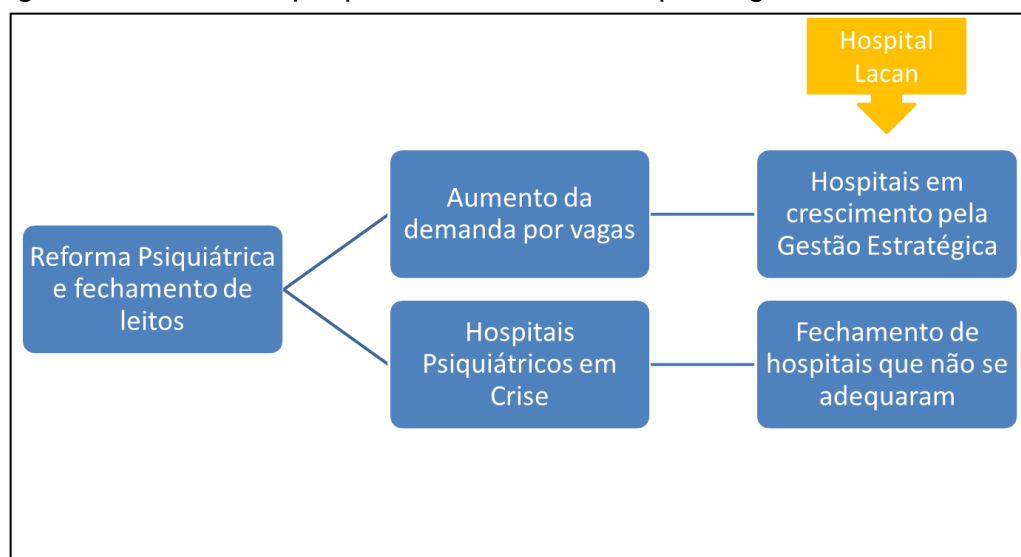 Hospital
Lacan
Reforma Psiquiátrica
e fechamento de
leitos
Aumento da
demanda por vagas
Hospitais em
crescimento pela
Gestão Estratégica
Hospitais
Psiquiátricos em
Crise
Fechamento de
hospitais que não se
adequaram